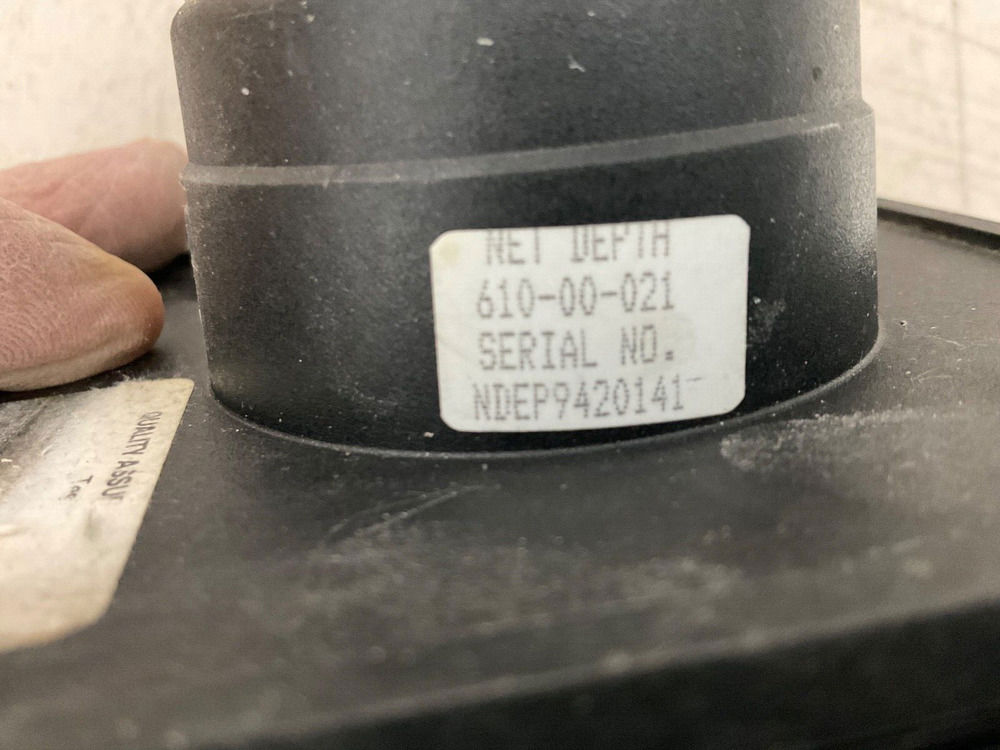 NET DEPTH
610-00-021
SERIAL NO.
NDEP9420141
QUALITY ASSU